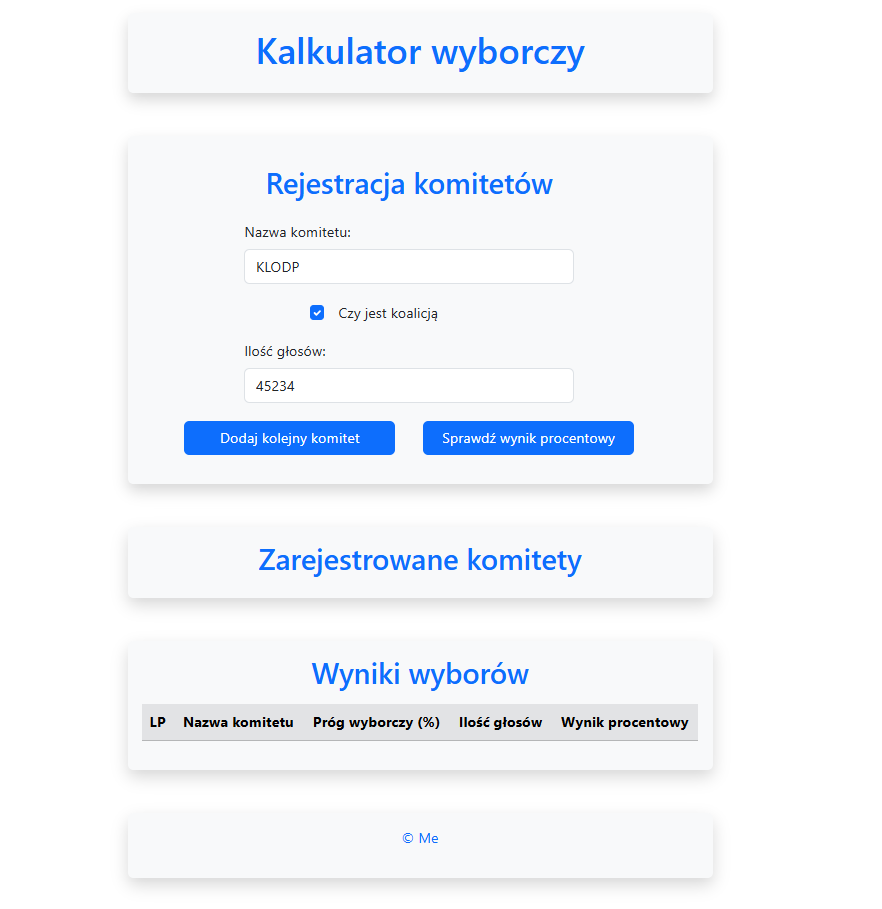 Kalkulator wyborczy
Rejestracja komitetów
Nazwa komitetu:
KLODP
Czy jest koalicją
Ilość głosów:
45234
Dodaj kolejny komitet Sprawdź wynik procentowy
Zarejestrowane komitety
Wyniki wyborów
LP Nazwa komitetu Próg wyborczy (%) Ilość głosów Wynik procentowy
© Me